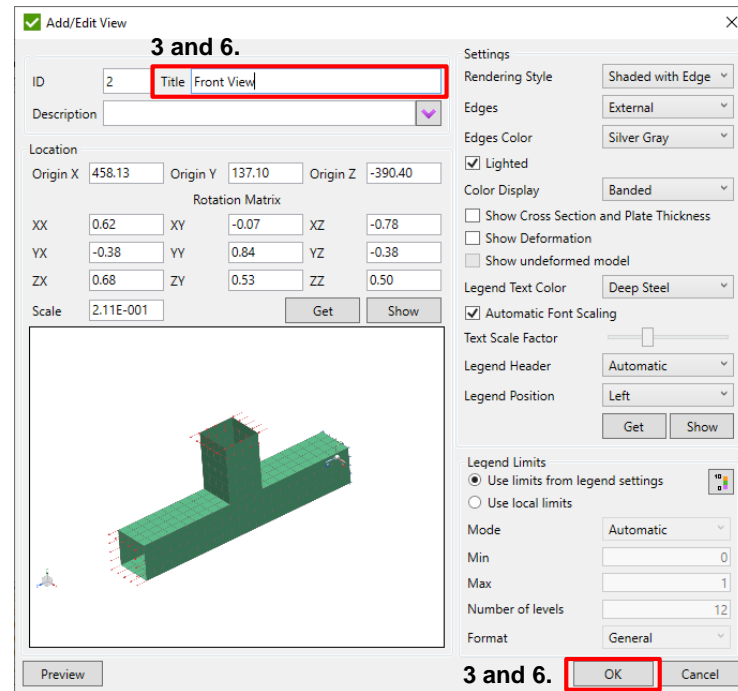 Add/Edit View
3 and 6.
ID 2 Title Front View
Description
Location
Origin X 458.13 Origin Y 137.10 Origin Z -390.40
Rotation Matrix
XX 0.62 XY -0.07 XZ -0.78
YX -0.38 YY 0.84 YZ -0.38
ZX 0.68 ZY 0.53 ZZ 0.50
Scale 2.11E-001 Get Show
Preview
Settings
Rendering Style Shaded with Edge
Edges External
Edges Color Silver Gray
Lighted
Color Display Banded
Show Cross Section and Plate Thickness
Show Deformation
Show undeformed model
Legend Text Color Deep Steel
Automatic Font Scaling
Text Scale Factor
Legend Header Automatic
Legend Position Left
Get Show
Legend Limits
Use limits from legend settings
Use local limits
Mode Automatic
Min 0
Max 1
Number of levels 12
Format General
3 and 6. OK Cancel